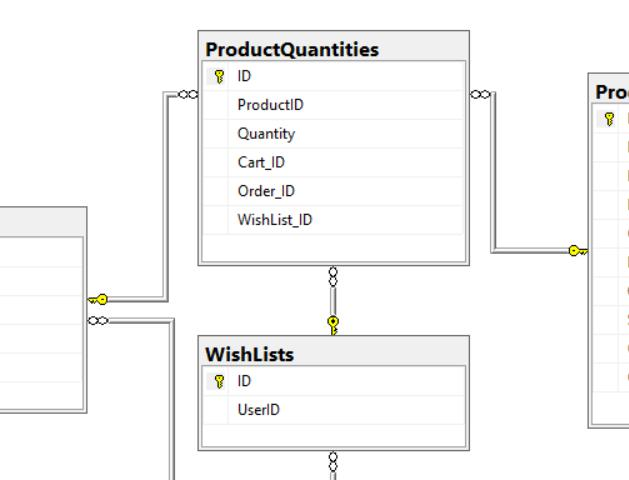 ProductQuantities
ID
ProductID
Quantity
Cart_ID
Order_ID
WishList_ID
WishLists
ID
UserID